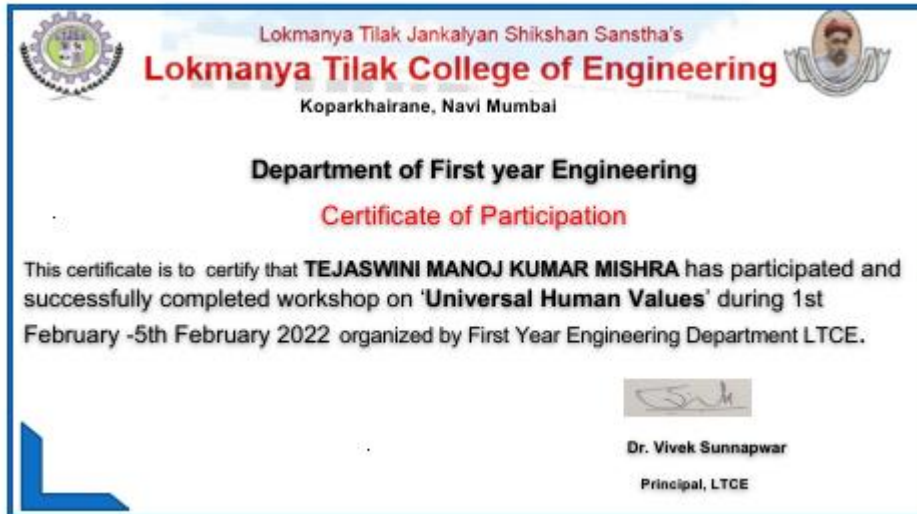 Lokmanya Tilak Jankalyan Shikshan Sanstha's
Lokmanya Tilak College of Engineering
Koparkhairane, Navi Mumbai
Department of First year Engineering
Certificate of Participation
This certificate is to certify that TEJASWINI MANOJ KUMAR MISHRA has participated and
successfully completed workshop on ‘Universal Human Values’ during 1st
February -5th February 2022 organized by First Year Engineering Department LTCE.
Dr. Vivek Sunnapwar
Principal, LTCE